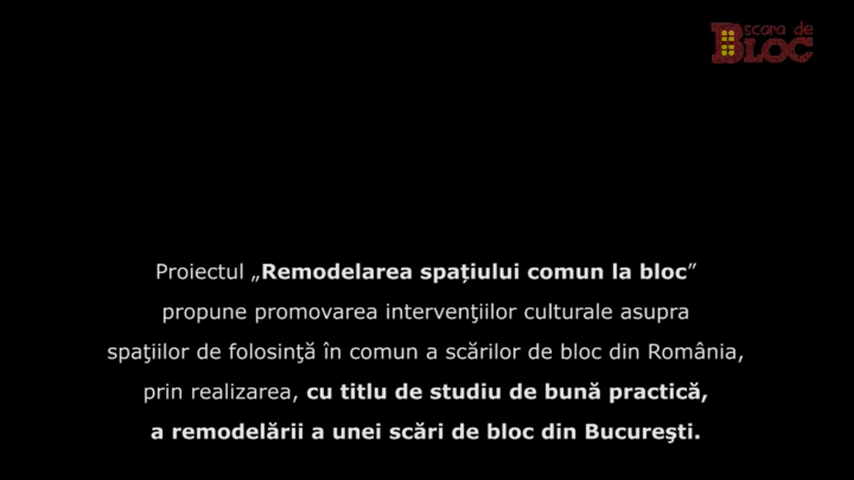 scara de
BLOC
Proiectul „Remodelarea spațiului comun la bloc”
propune promovarea intervenţiilor culturale asupra
spaţiilor de folosinţă în comun a scărilor de bloc din România,
prin realizarea, cu titlu de studiu de bună practică,
a remodelării a unei scări de bloc din Bucureşti.